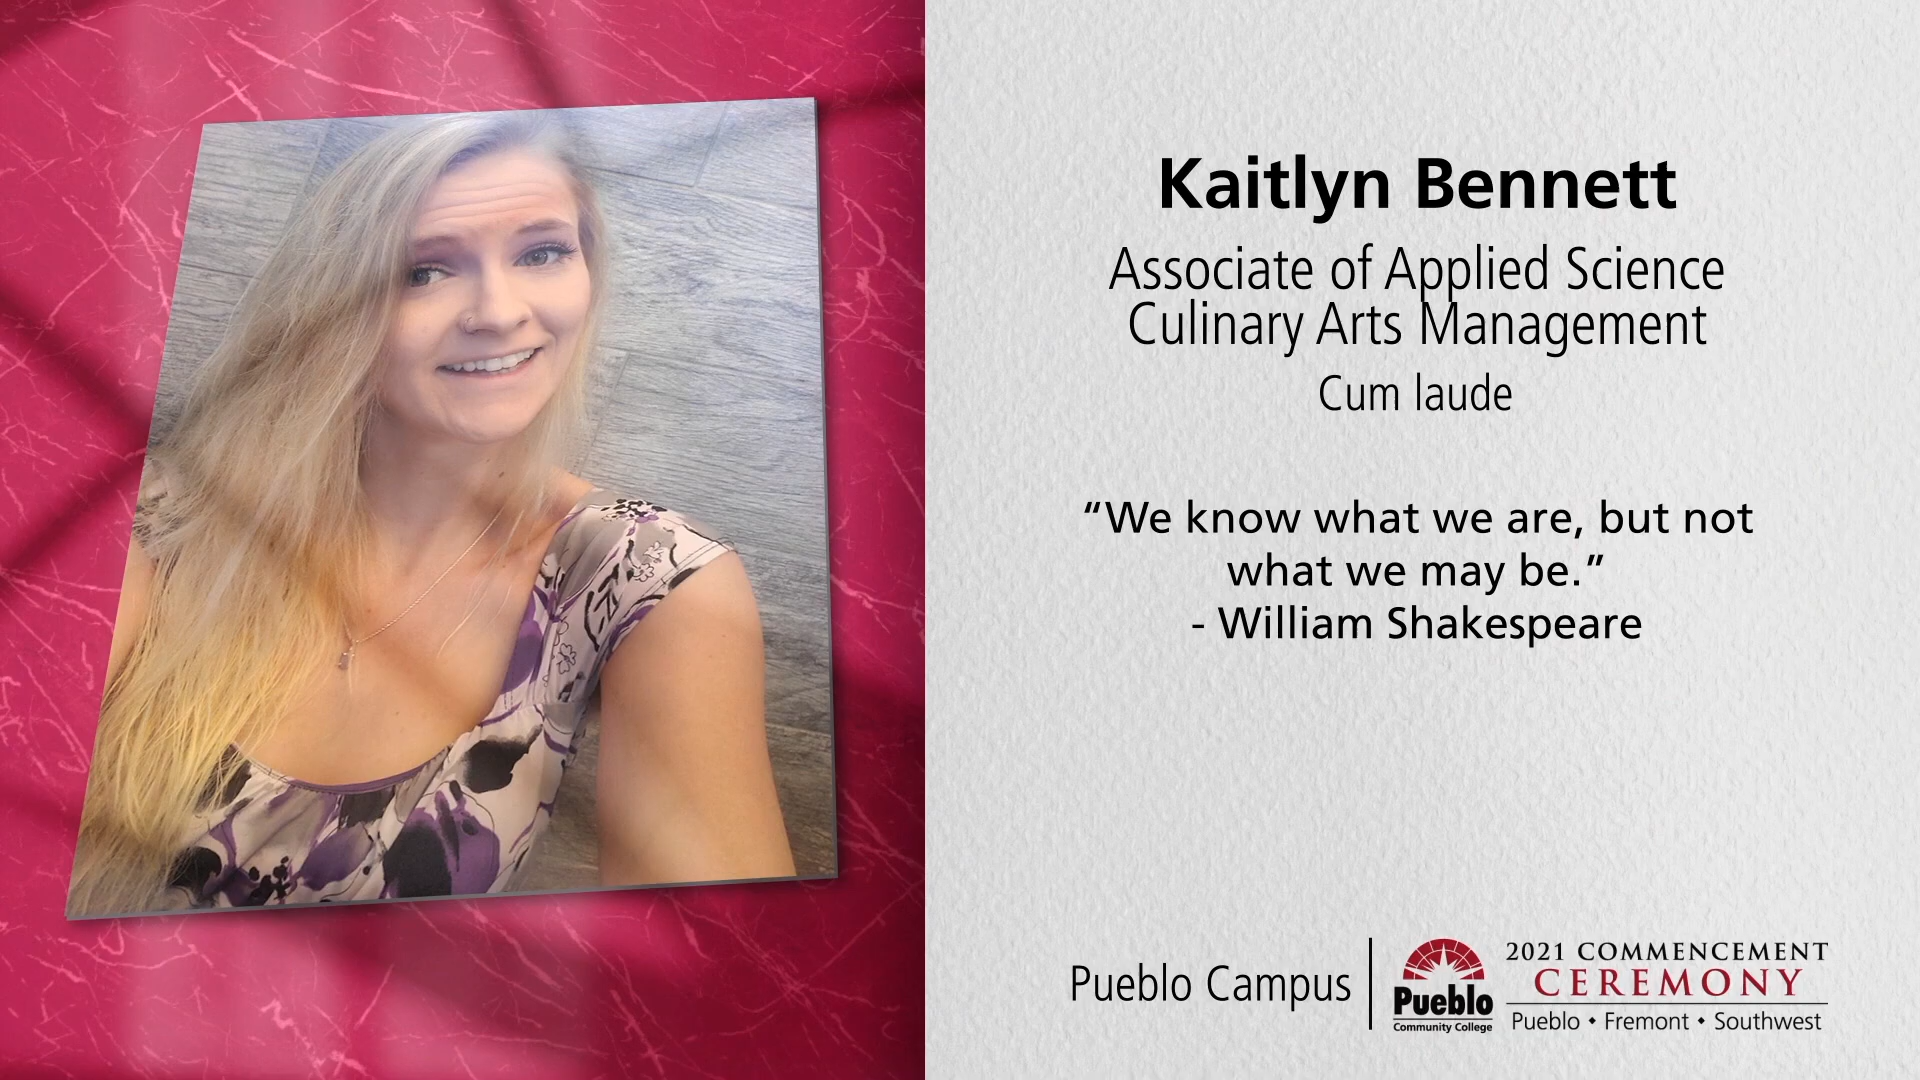 Kaitlyn Bennett
Associate of Applied Science
Culinary Arts Management
Cum laude
“We know what we are, but not
what we may be.”
- William Shakespeare
Pueblo Campus
Pueblo
Community College
2021 COMMENCEMENT
CEREMONY
Pueblo • Fremont • Southwest